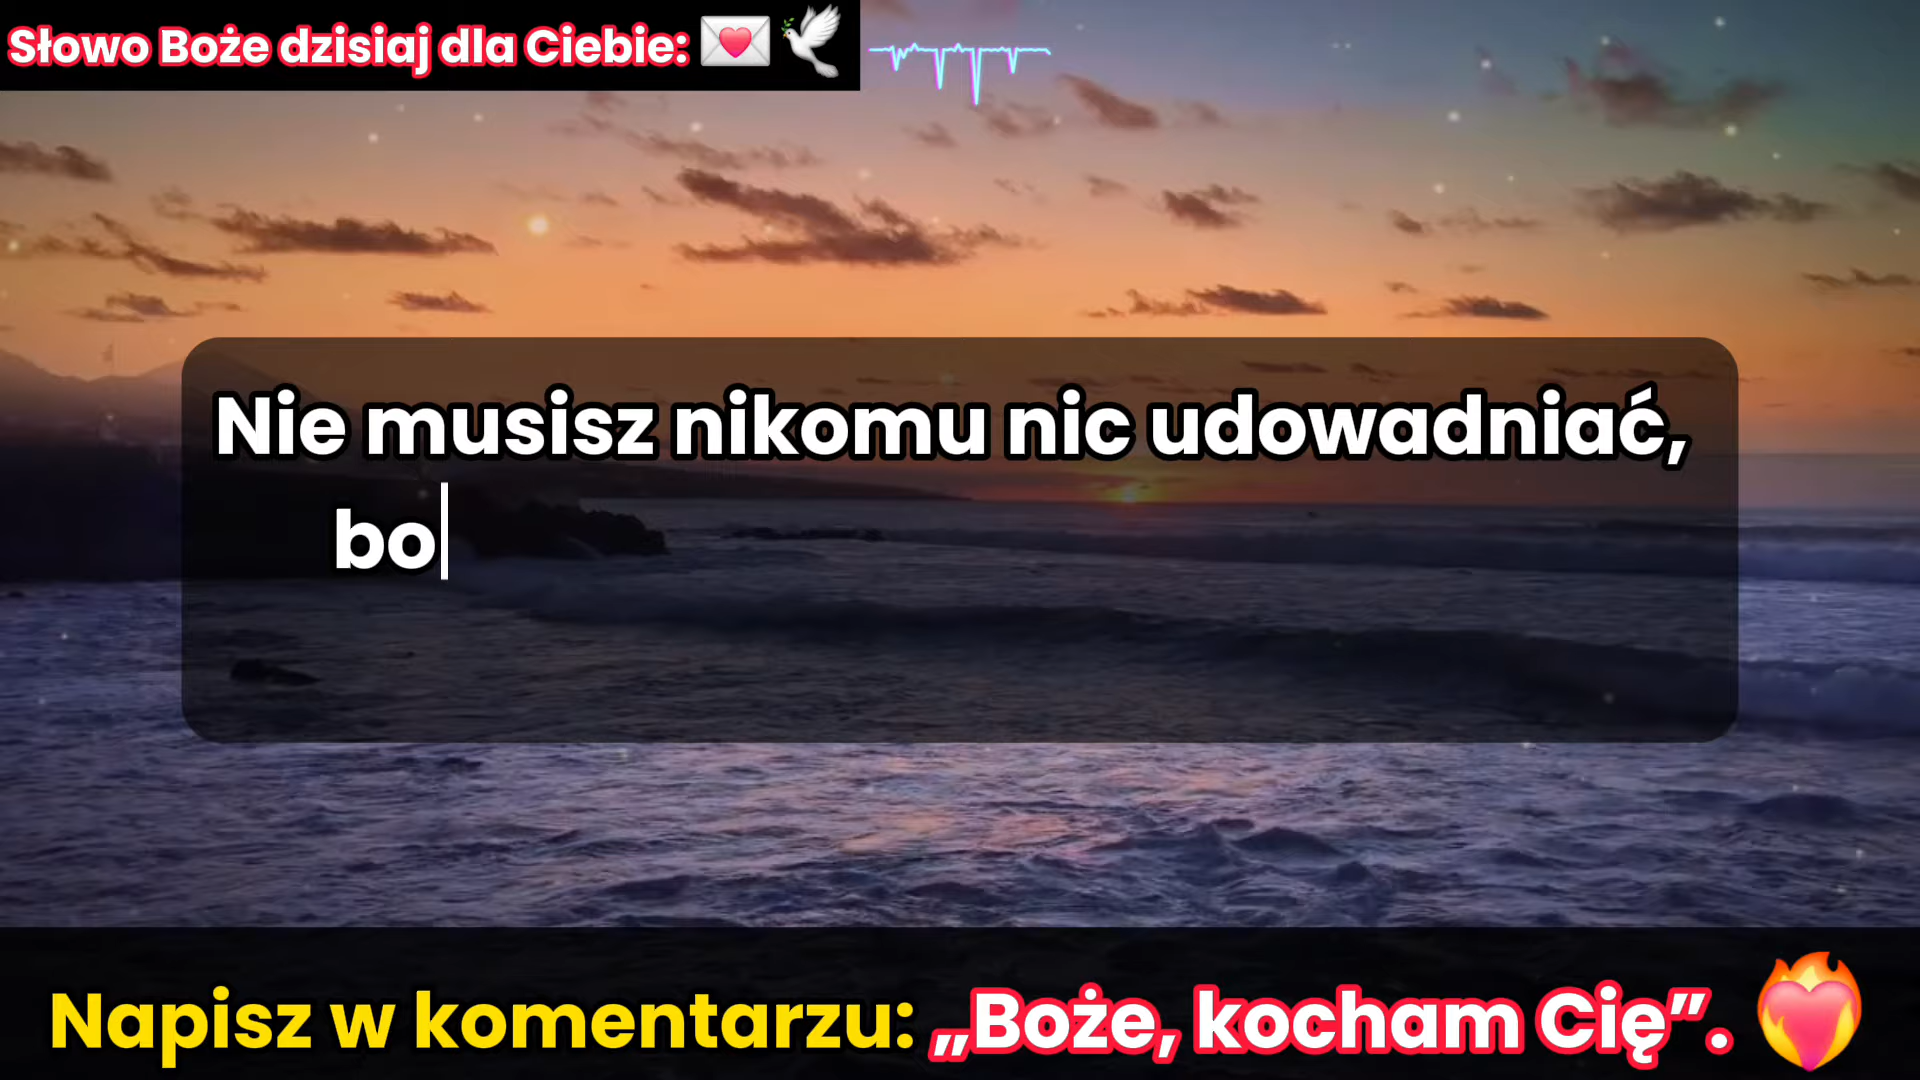 Słowo Boże dzisiaj dla Ciebie: 💌 🕊️
Nie musisz nikomu nic udowadniać,
bo
Napisz w komentarzu: „Boże, kocham Cię”. ❤️‍🔥